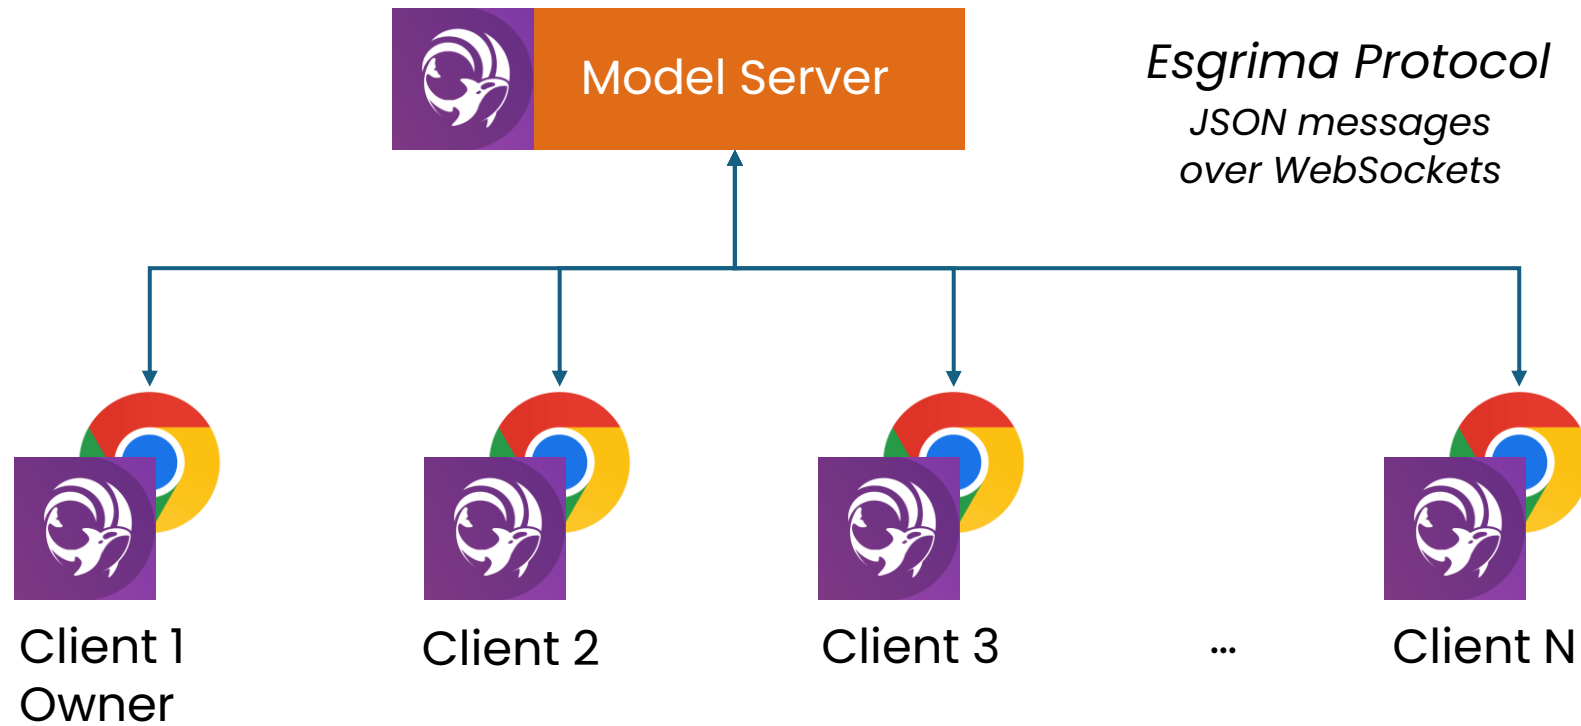 Model Server
Esgrima Protocol
JSON messages
over WebSockets
Client 1
Owner
Client 2
Client 3
...
Client N